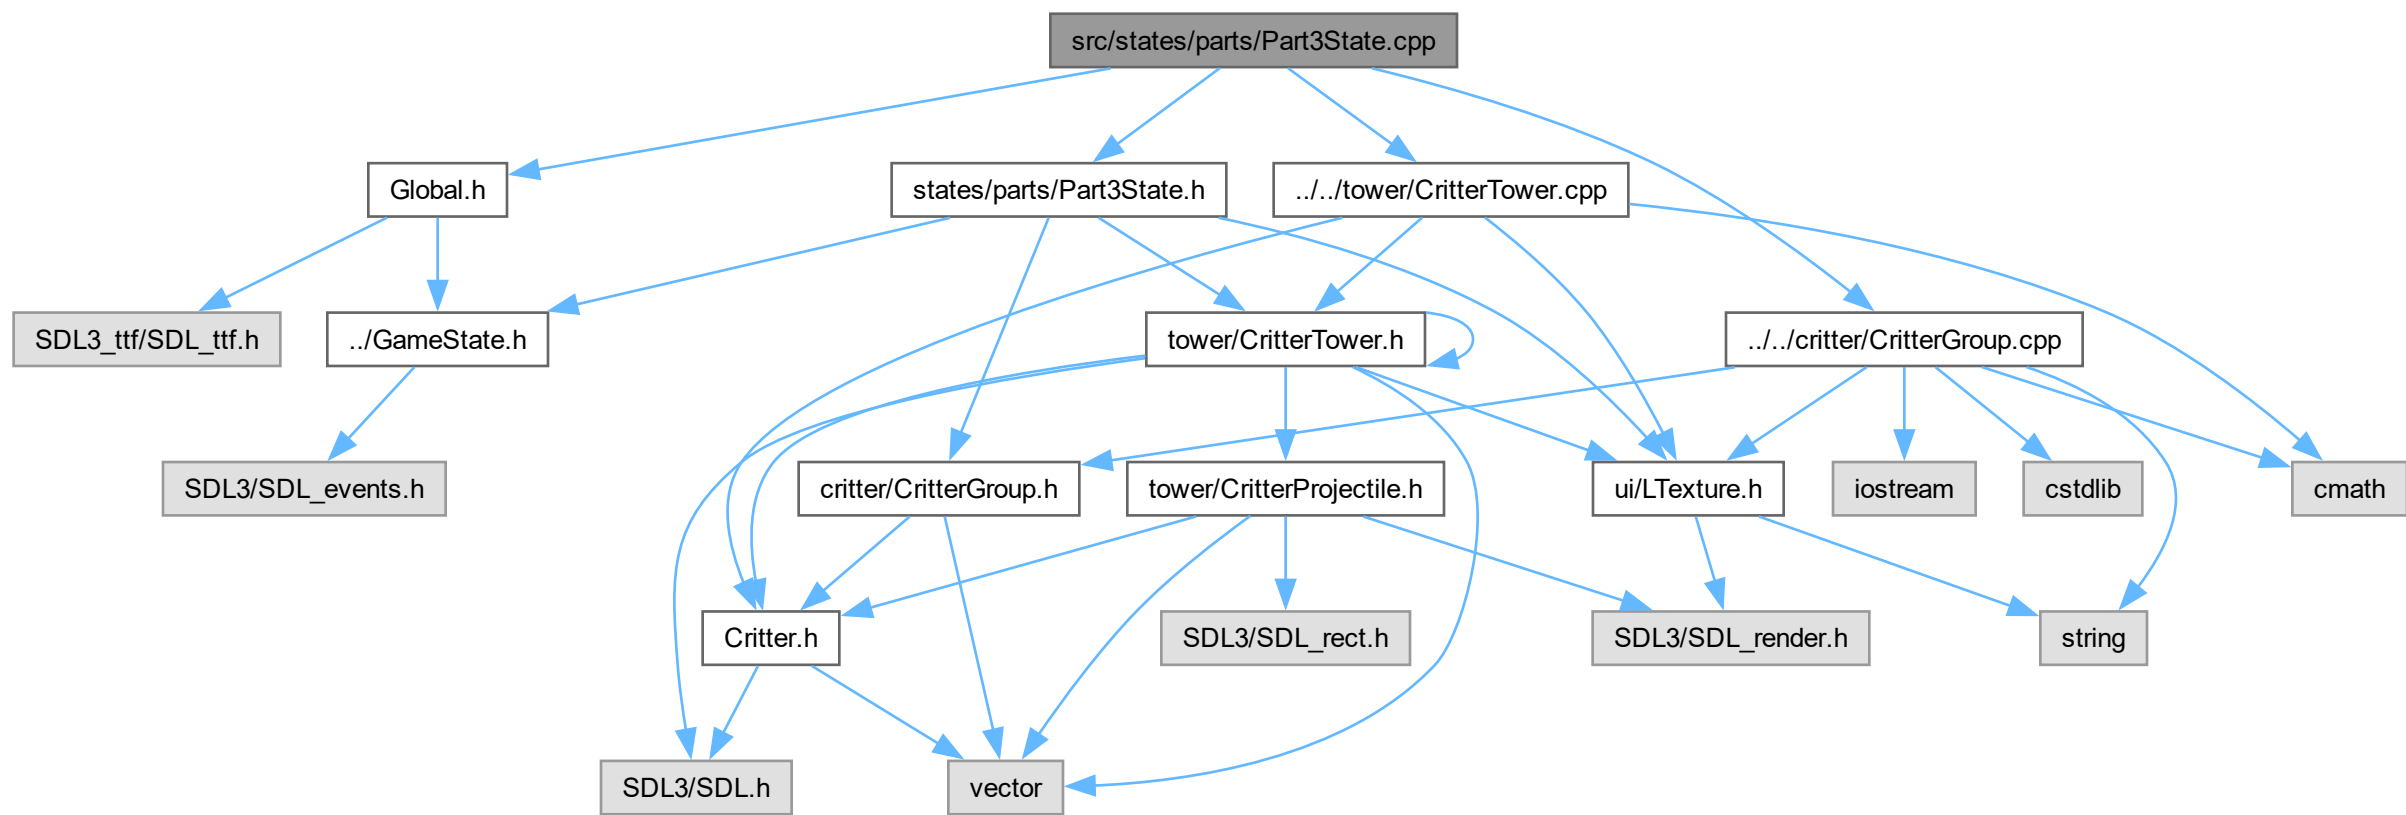 src/states/parts/Part3State.cpp
Global.h
states/parts/Part3State.h
../../tower/CritterTower.cpp
SDL3_ttf/SDL_ttf.h
../GameState.h
tower/CritterTower.h
../../critter/CritterGroup.cpp
SDL3/SDL_events.h
critter/CritterGroup.h
tower/CritterProjectile.h
ui/LTexture.h
iostream
cstdlib
cmath
Critter.h
SDL3/SDL_rect.h
SDL3/SDL_render.h
string
SDL3/SDL.h
vector